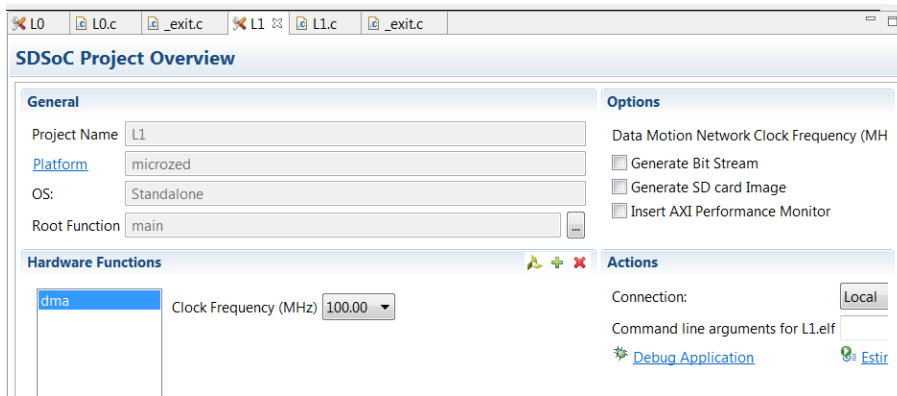 L0 L0.c _exit.c L1 L1.c _exit.c
SDSoC Project Overview
General
Project Name L1
Platform microzed
OS: Standalone
Root Function main ...
Options
Data Motion Network Clock Frequency (MH
Generate Bit Stream
Generate SD card Image
Insert AXI Performance Monitor
Hardware Functions
dma
Clock Frequency (MHz) 100.00
Actions
Connection: Local
Command line arguments for L1.elf
Debug Application Estir